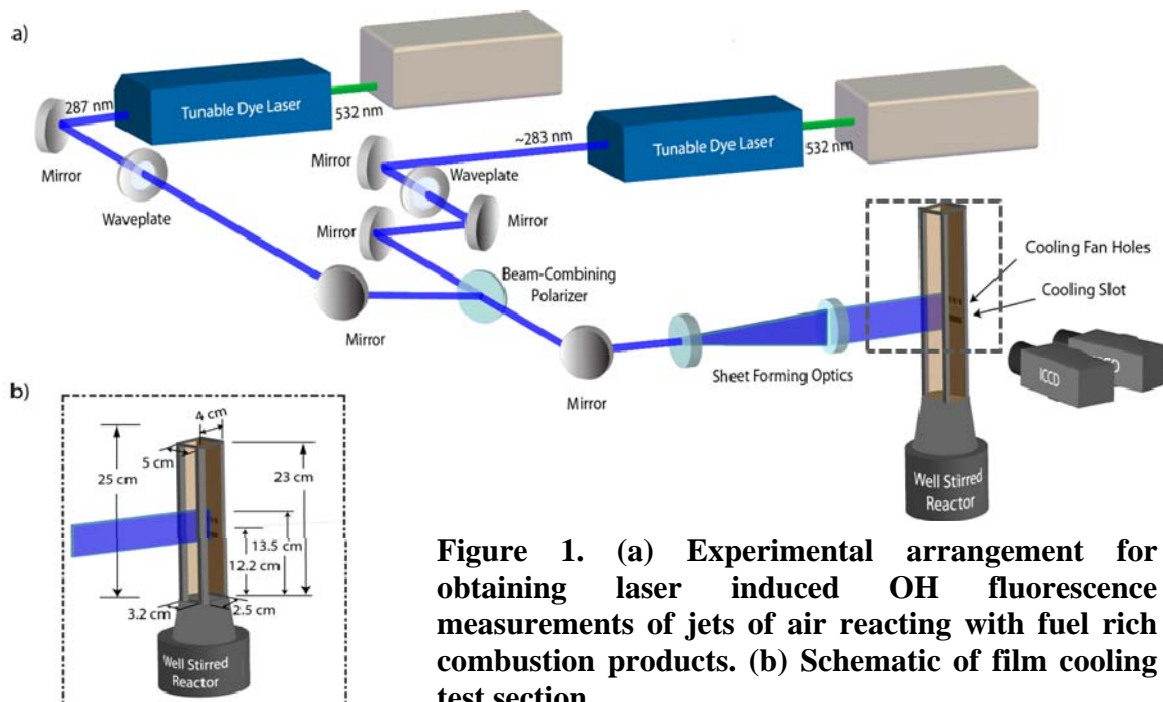 a)
287 nm
Tunable Dye Laser
532 nm
Mirror
Waveplate
Mirror
~283 nm
Tunable Dye Laser
532 nm
Waveplate
Mirror
Mirror
Beam-Combining
Polarizer
Mirror
Mirror
Sheet Forming Optics
Cooling Fan Holes
Cooling Slot
ICCD
Well Stirred
Reactor
b)
4 cm
5 cm
25 cm
23 cm
13.5 cm
12.2 cm
3.2 cm
2.5 cm
Well Stirred
Reactor
Figure 1. (a) Experimental arrangement for
obtaining laser induced OH fluorescence
measurements of jets of air reacting with fuel rich
combustion products. (b) Schematic of film cooling
test section